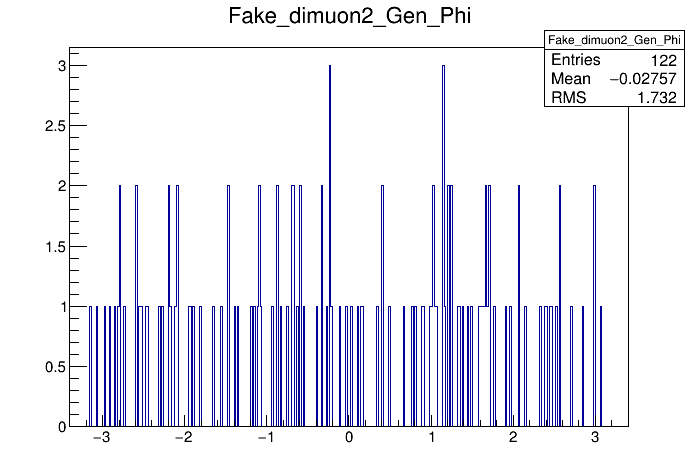 Fake_dimuon2_Gen_Phi
Fake_dimuon2_Gen_Phi
Entries 122
Mean −0.02757
RMS 1.732
3
2.5
2
1.5
1
0.5
0
−3 −2 −1 0 1 2 3